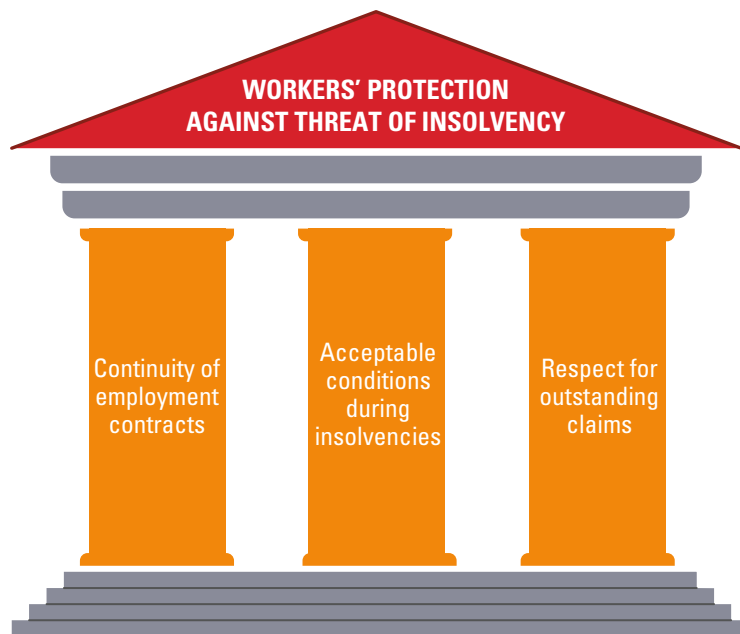 WORKERS' PROTECTION
AGAINST THREAT OF INSOLVENCY
Continuity of
employment
contracts
Acceptable
conditions
during
insolvencies
Respect for
outstanding
claims